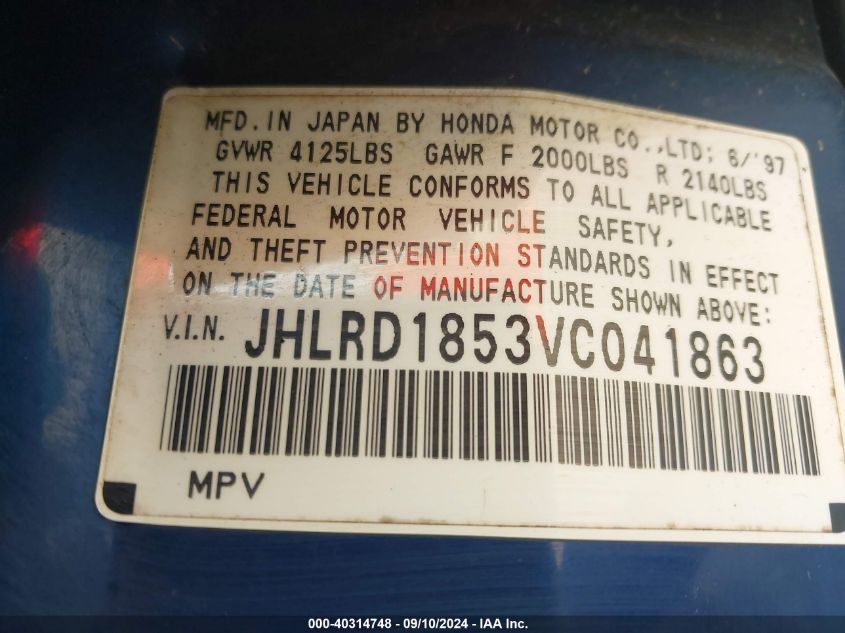 MFD. IN JAPAN BY HONDA MOTOR CO.,LTD; 6/'97
GVWR 4125LBS GAWR F 2000LBS R 2140LBS
THIS VEHICLE CONFORMS TO ALL APPLICABLE
FEDERAL MOTOR VEHICLE SAFETY,
AND THEFT PREVENTION STANDARDS IN EFFECT
ON THE DATE OF MANUFACTURE SHOWN ABOVE:
V.I.N. JHLRD1853VC041863
MPV
000-40314748 - 09/10/2024 - IAA Inc.